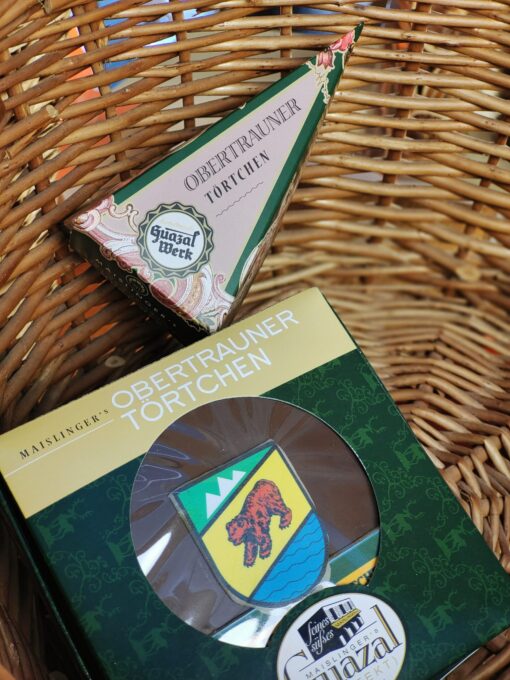 OBERTRAUNER
TÖRTCHEN
Guazal
Werk
MAISLINGER's
OBERTRAUNER
TÖRTCHEN
feines
süßes
MAISLINGER's
Guazal